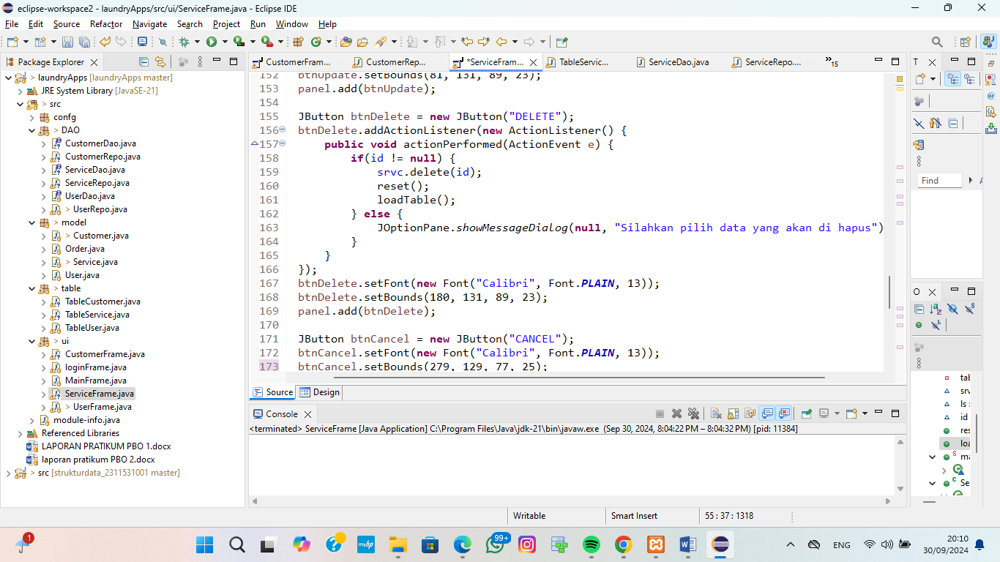 eclipse-workspace2 - laundryApps/src/ui/ServiceFrame.java - Eclipse IDE
File Edit Source Refactor Navigate Search Project Run Window Help
Package Explorer
CustomerFram... CustomerRep... *ServiceFram... TableServic... ServiceDao.java ServiceRepo.... »15
T
> laundryApps [laundryApps master]
JRE System Library [JavaSE-21]
> src
confg
> DAO
CustomerDao.java
CustomerRepo.java
ServiceDao.java
ServiceRepo.java
UserDao.java
> UserRepo.java
> model
> Customer.java
Order.java
> Service.java
User.java
> table
TableCustomer.java
TableService.java
TableUser.java
> ui
CustomerFrame.java
loginFrame.java
MainFrame.java
ServiceFrame.java
> UserFrame.java
module-info.java
Referenced Libraries
LAPORAN PRATIKUM PBO 1.docx
laporan pratikum PBO 2.docx
> src [strukturdata_2311531001 master]
152 btnUpdate.setBounds(81, 131, 89, 23);
153 panel.add(btnUpdate);
154
155 JButton btnDelete = new JButton("DELETE");
156 btnDelete.addActionListener(new ActionListener() {
157 public void actionPerformed(ActionEvent e) {
158 if(id != null) {
159 srvc.delete(id);
160 reset();
161 loadTable();
162 } else {
163 JOptionPane.showMessageDialog(null, "Silahkan pilih data yang akan di hapus")
164 }
165 }
166 });
167 btnDelete.setFont(new Font("Calibri", Font.PLAIN, 13));
168 btnDelete.setBounds(180, 131, 89, 23);
169 panel.add(btnDelete);
170
171 JButton btnCancel = new JButton("CANCEL");
172 btnCancel.setFont(new Font("Calibri", Font.PLAIN, 13));
173 btnCancel.setBounds(279, 129, 77, 25);
Source Design
Console
<terminated> ServiceFrame [Java Application] C:\Program Files\Java\jdk-21\bin\javaw.exe (Sep 30, 2024, 8:04:22 PM – 8:04:32 PM) [pid: 11384]
Find
O
tab
srv
ls :
id
res
loa
ma
Se
Writable Smart Insert 55 : 37 : 1318
1
myhp
99+
ENG
20:10
30/09/2024